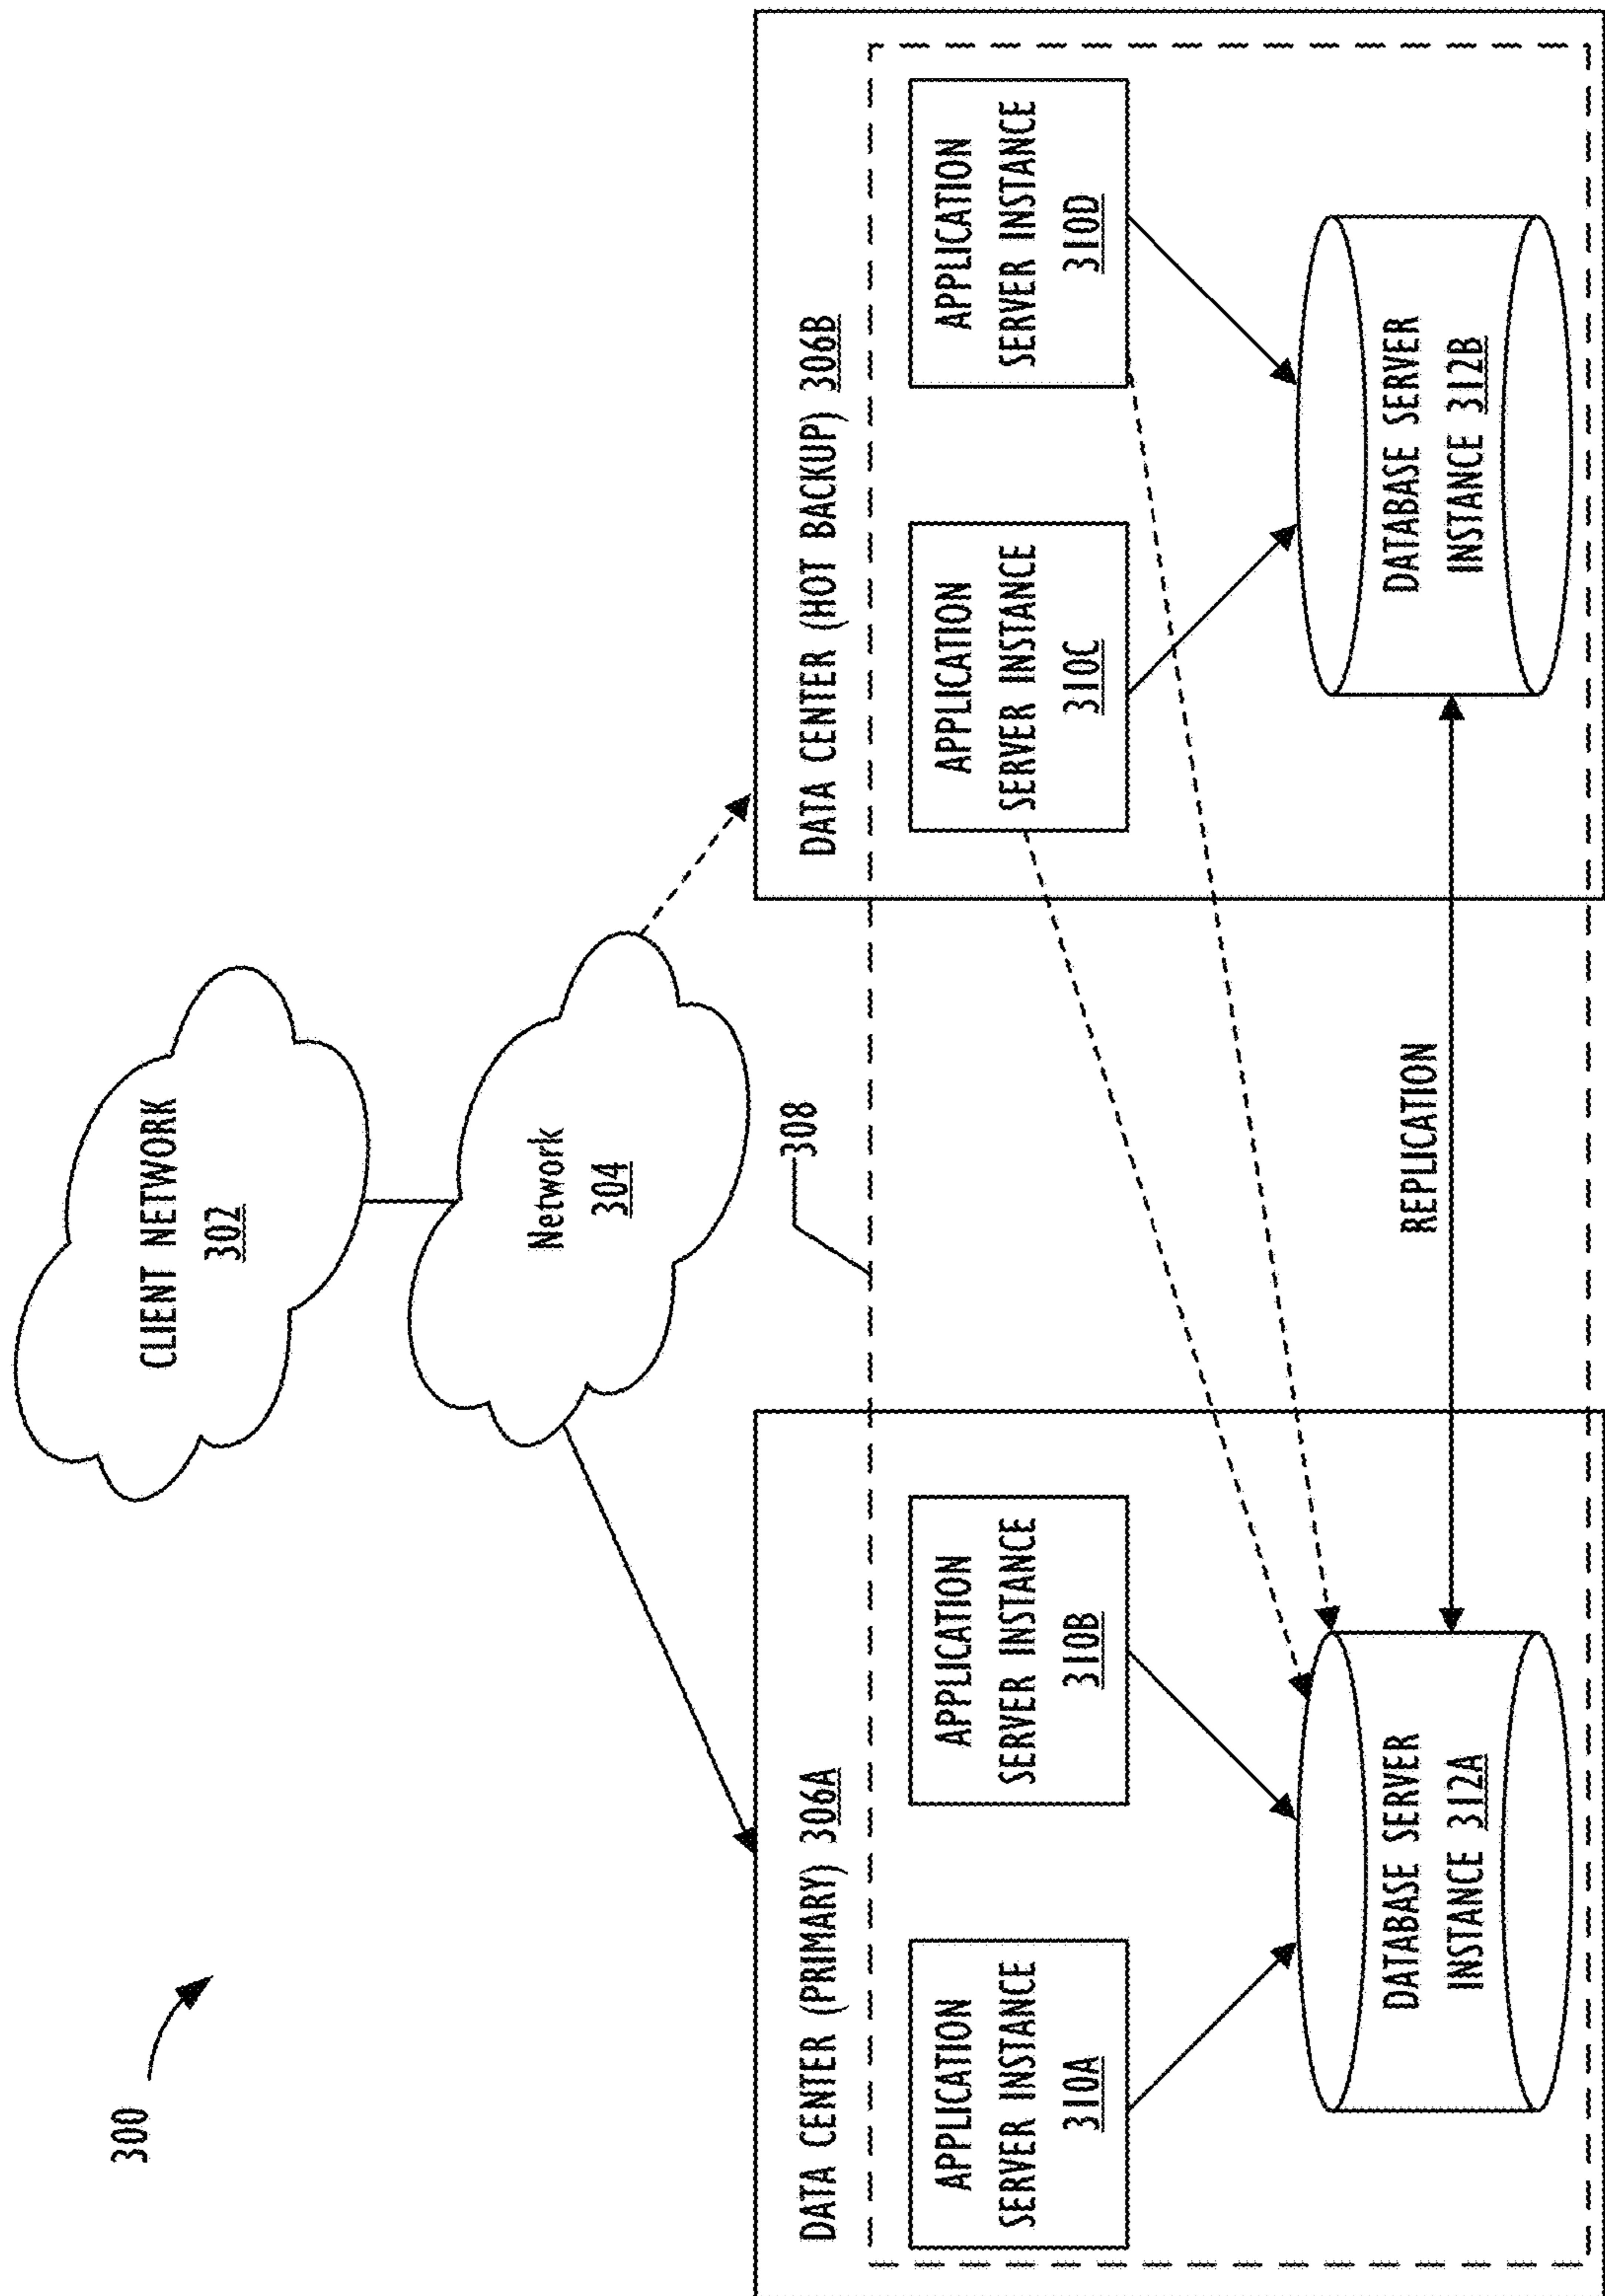 300
CLIENT NETWORK
302
Network
304
308
DATA CENTER (PRIMARY) 306A
APPLICATION
SERVER INSTANCE
310A
APPLICATION
SERVER INSTANCE
310B
DATABASE SERVER
INSTANCE 312A
REPLICATION
DATA CENTER (HOT BACKUP) 306B
APPLICATION
SERVER INSTANCE
310C
APPLICATION
SERVER INSTANCE
310D
DATABASE SERVER
INSTANCE 312B